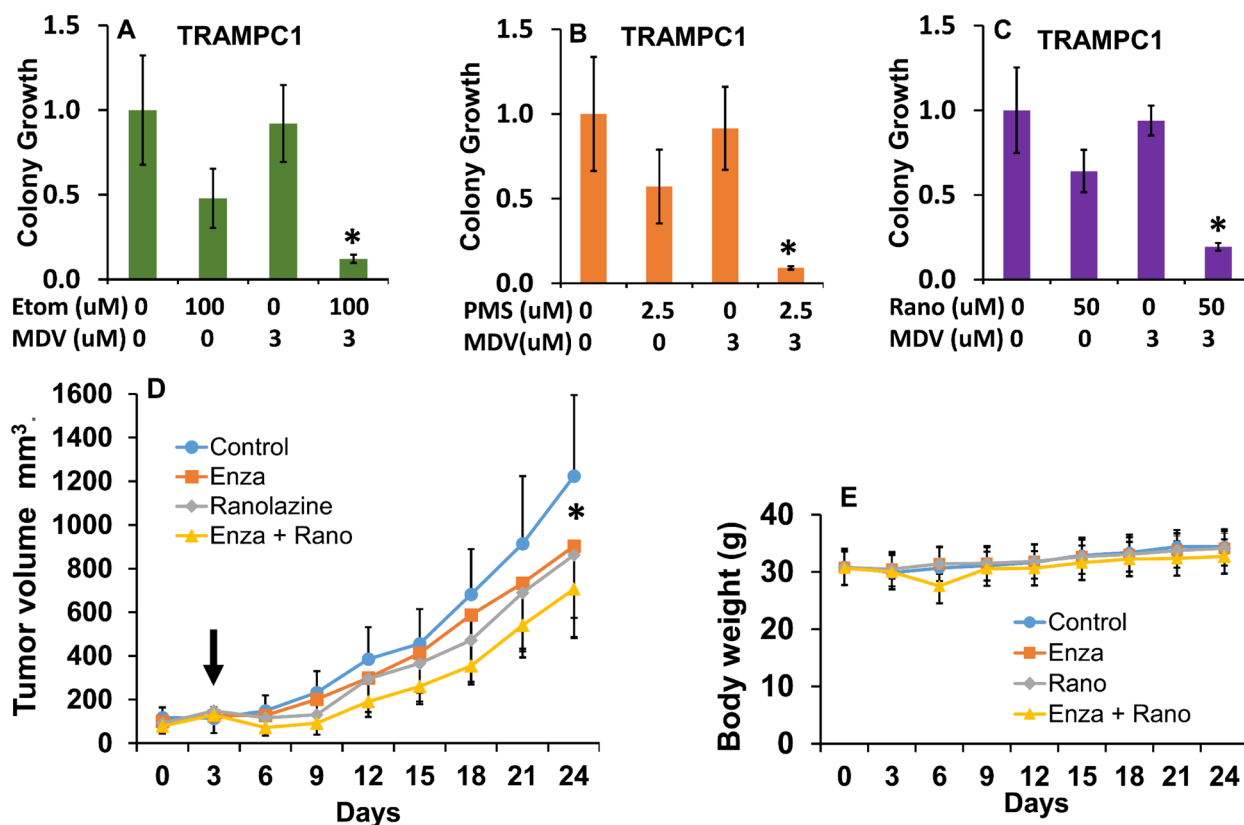 A TRAMPC1
Colony Growth
1.5
1.0
0.5
0.0
Etom (uM) 0 100 0 100
MDV (uM) 0 0 3 3
*
B TRAMPC1
Colony Growth
1.5
1.0
0.5
0.0
PMS (uM) 0 2.5 0 2.5
MDV(uM) 0 0 3 3
*
C TRAMPC1
Colony Growth
1.5
1.0
0.5
0.0
Rano (uM) 0 50 0 50
MDV (uM) 0 0 3 3
*
D
Tumor volume mm³.
1600
1400
1200
1000
800
600
400
200
0
Control
Enza
Ranolazine
Enza + Rano
*
0 3 6 9 12 15 18 21 24
Days
E
Body weight (g)
40
30
20
10
0
Control
Enza
Rano
Enza + Rano
0 3 6 9 12 15 18 21 24
Days